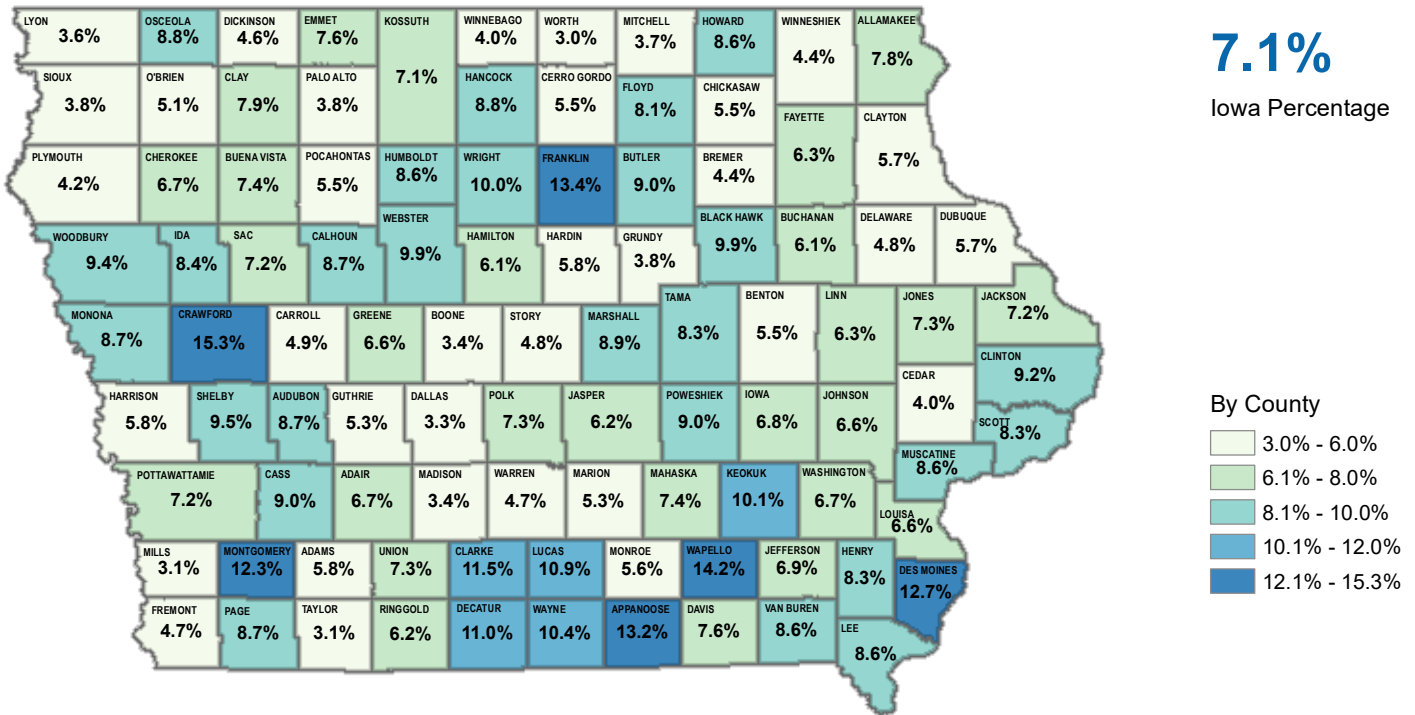 LYON
3.6%
OSCEOLA
8.8%
DICKINSON
4.6%
EMMET
7.6%
KOSSUTH
7.1%
WINNEBAGO
4.0%
WORTH
3.0%
MITCHELL
3.7%
HOWARD
8.6%
WINNESHIEK
4.4%
ALLAMAKEE
7.8%
SIOUX
3.8%
O'BRIEN
5.1%
CLAY
7.9%
PALO ALTO
3.8%
HANCOCK
8.8%
CERRO GORDO
5.5%
FLOYD
8.1%
CHICKASAW
5.5%
FAYETTE
6.3%
CLAYTON
5.7%
PLYMOUTH
4.2%
CHEROKEE
6.7%
BUENA VISTA
7.4%
POCAHONTAS
5.5%
HUMBOLDT
8.6%
WRIGHT
10.0%
FRANKLIN
13.4%
BUTLER
9.0%
BREMER
4.4%
WOODBURY
9.4%
IDA
8.4%
SAC
7.2%
CALHOUN
8.7%
WEBSTER
9.9%
HAMILTON
6.1%
HARDIN
5.8%
GRUNDY
3.8%
BLACK HAWK
9.9%
BUCHANAN
6.1%
DELAWARE
4.8%
DUBUQUE
5.7%
MONONA
8.7%
CRAWFORD
15.3%
CARROLL
4.9%
GREENE
6.6%
BOONE
3.4%
STORY
4.8%
MARSHALL
8.9%
TAMA
8.3%
BENTON
5.5%
LINN
6.3%
JONES
7.3%
JACKSON
7.2%
CLINTON
9.2%
CEDAR
4.0%
HARRISON
5.8%
SHELBY
9.5%
AUDUBON
8.7%
GUTHRIE
5.3%
DALLAS
3.3%
POLK
7.3%
JASPER
6.2%
POWESHIEK
9.0%
IOWA
6.8%
JOHNSON
6.6%
SCOTT
8.3%
MUSCATINE
8.6%
POTTAWATTAMIE
7.2%
CASS
9.0%
ADAIR
6.7%
MADISON
3.4%
WARREN
4.7%
MARION
5.3%
MAHASKA
7.4%
KEOKUK
10.1%
WASHINGTON
6.7%
LOUISA
6.6%
MILLS
3.1%
MONTGOMERY
12.3%
ADAMS
5.8%
UNION
7.3%
CLARKE
11.5%
LUCAS
10.9%
MONROE
5.6%
WAPELLO
14.2%
JEFFERSON
6.9%
HENRY
8.3%
DES MOINES
12.7%
FREMONT
4.7%
PAGE
8.7%
TAYLOR
3.1%
RINGGOLD
6.2%
DECATUR
11.0%
WAYNE
10.4%
APPANOOSE
13.2%
DAVIS
7.6%
VAN BUREN
8.6%
LEE
8.6%
7.1%
Iowa Percentage
By County
3.0% - 6.0%
6.1% - 8.0%
8.1% - 10.0%
10.1% - 12.0%
12.1% - 15.3%